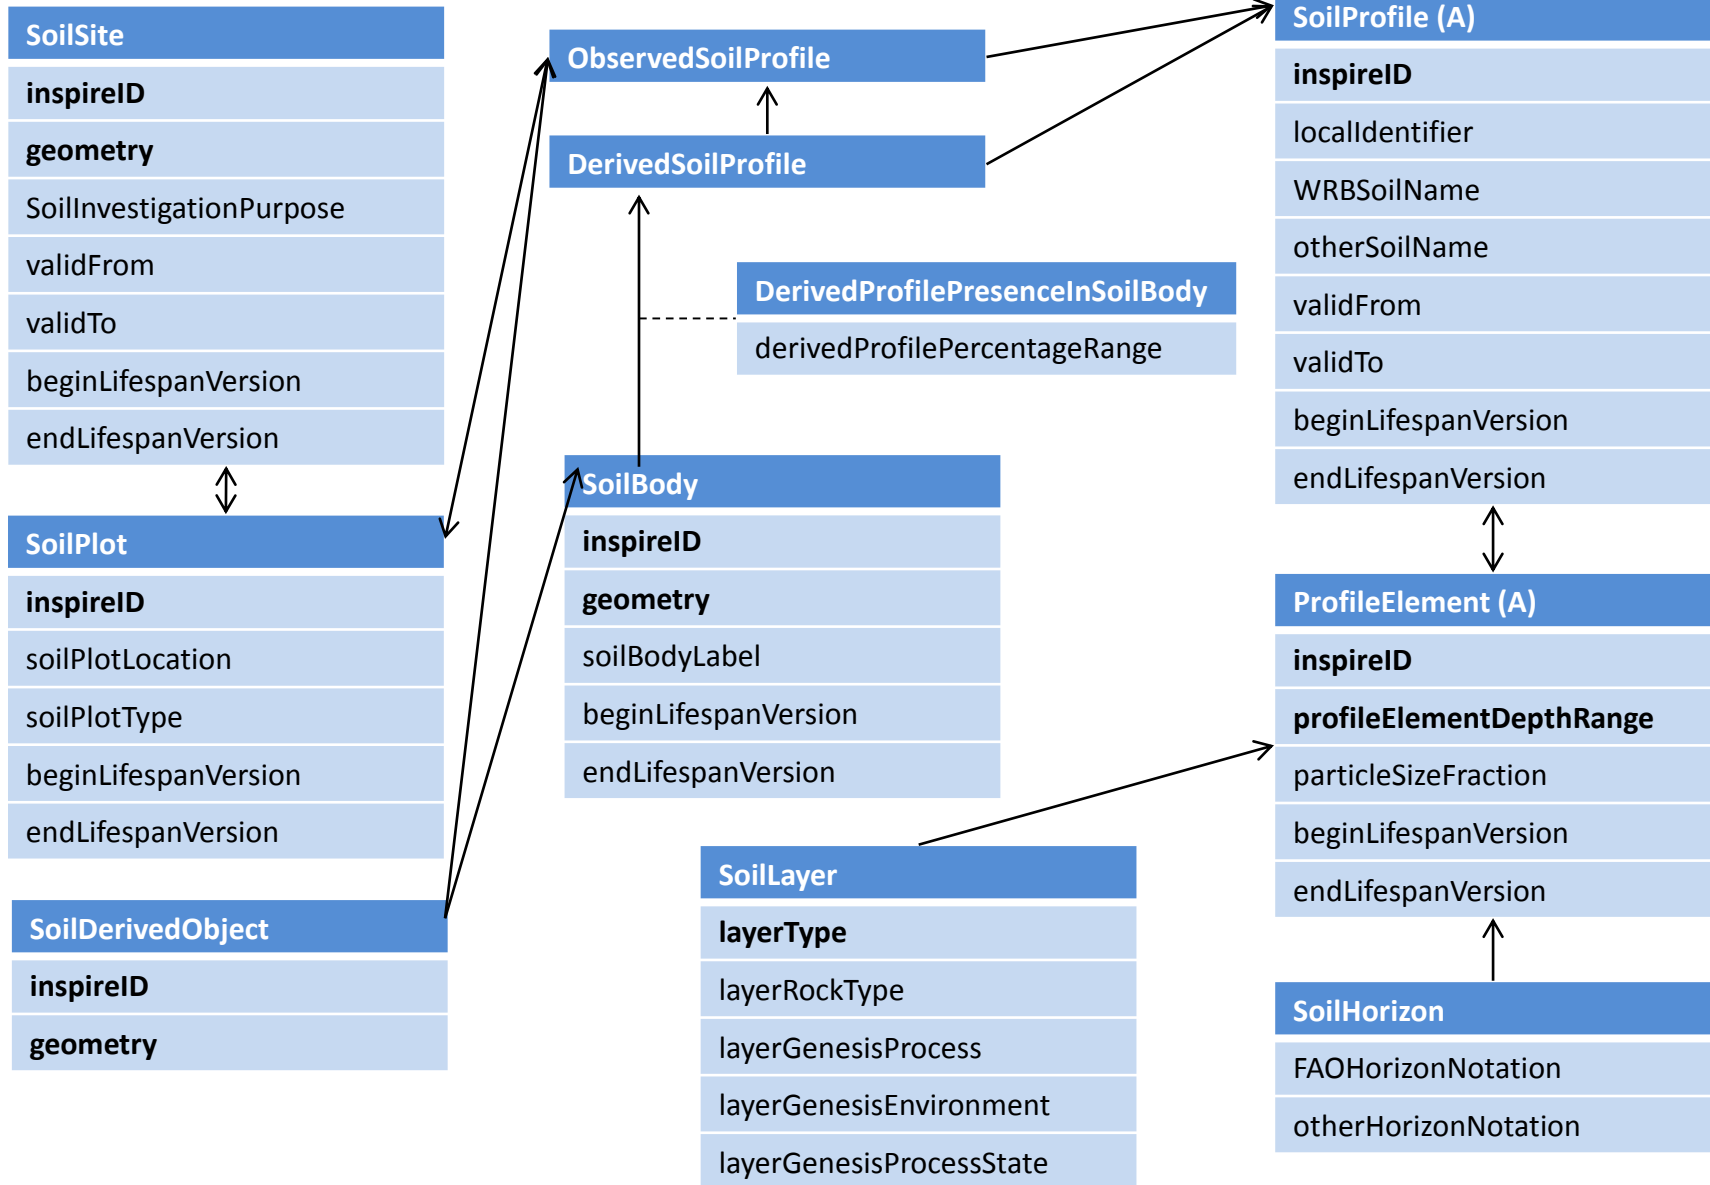 SoilSite
inspireID
geometry
SoilInvestigationPurpose
validFrom
validTo
beginLifespanVersion
endLifespanVersion
SoilPlot
inspireID
soilPlotLocation
soilPlotType
beginLifespanVersion
endLifespanVersion
SoilDerivedObject
inspireID
geometry
ObservedSoilProfile
DerivedSoilProfile
DerivedProfilePresenceInSoilBody
derivedProfilePercentageRange
SoilBody
inspireID
geometry
soilBodyLabel
beginLifespanVersion
endLifespanVersion
SoilLayer
layerType
layerRockType
layerGenesisProcess
layerGenesisEnvironment
layerGenesisProcessState
SoilProfile (A)
inspireID
localIdentifier
WRBSoilName
otherSoilName
validFrom
validTo
beginLifespanVersion
endLifespanVersion
ProfileElement (A)
inspireID
profileElementDepthRange
particleSizeFraction
beginLifespanVersion
endLifespanVersion
SoilHorizon
FAOHorizonNotation
otherHorizonNotation